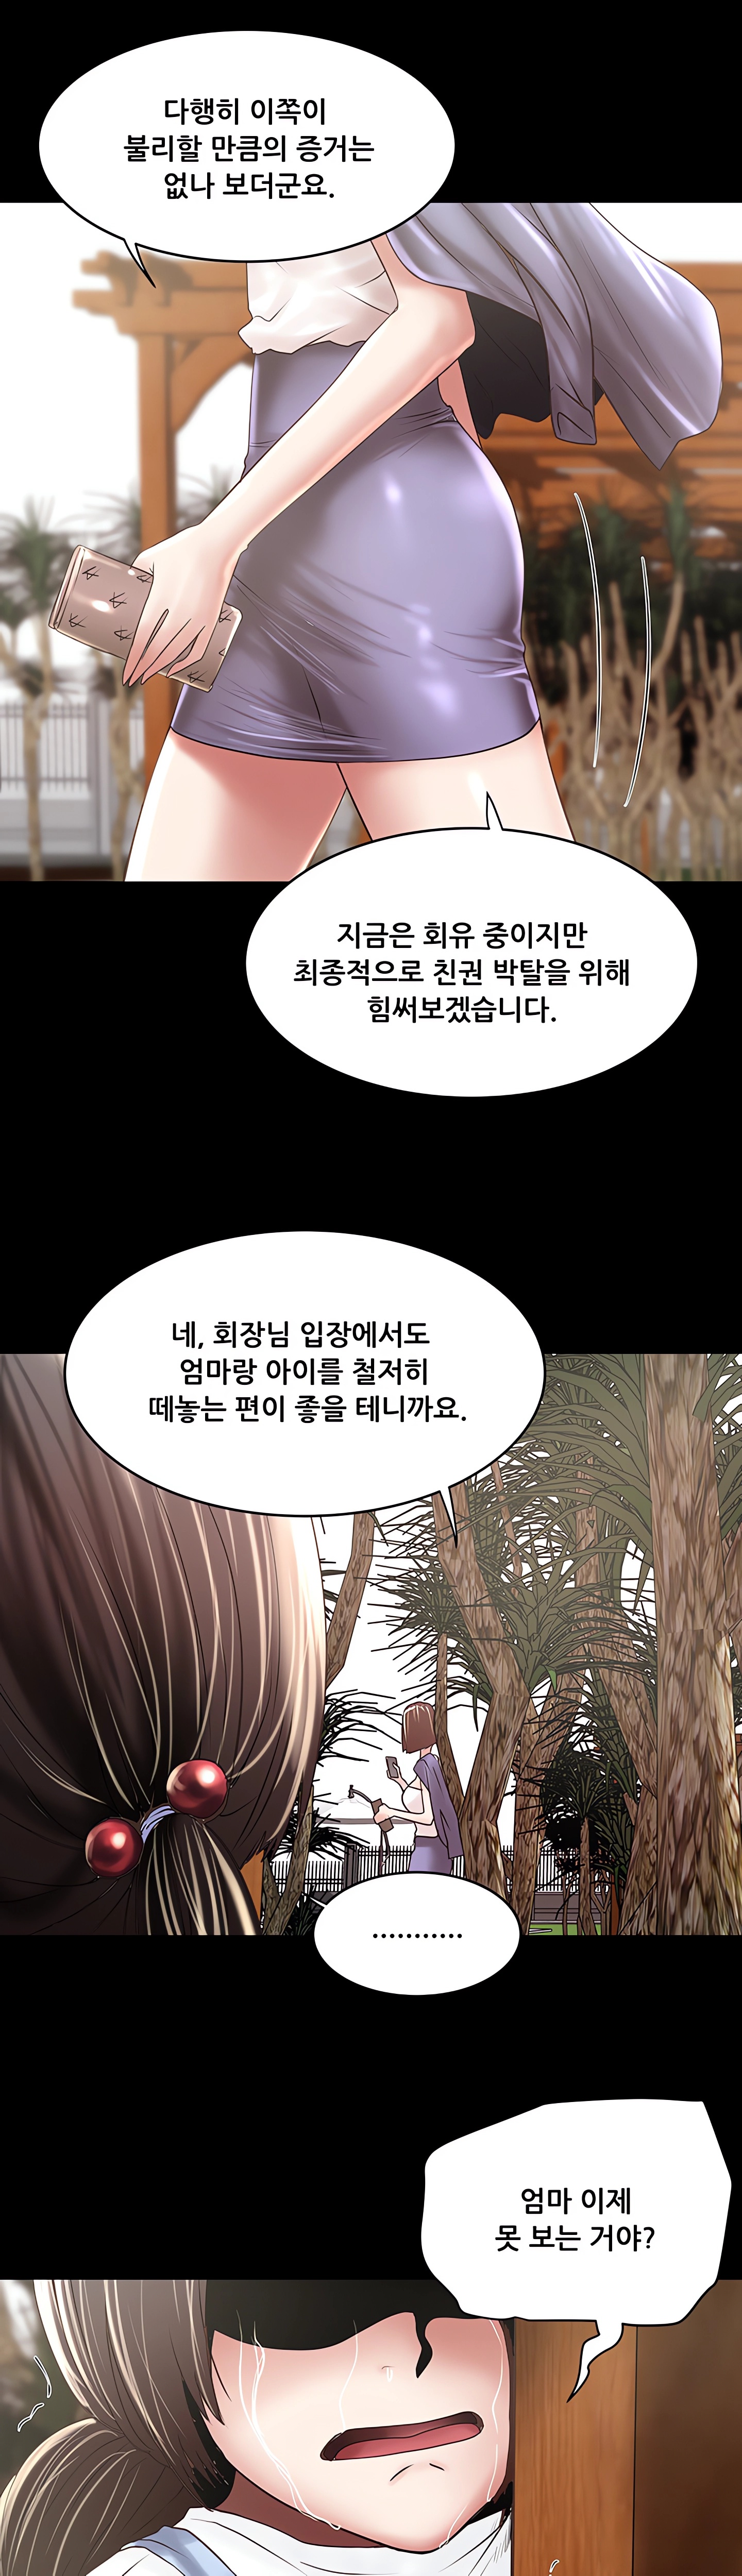 다행히 이쪽이
불리할 만큼의 증거는
없나 보더군요.
지금은 회유 중이지만
최종적으로 친권 박탈을 위해
힘써보겠습니다.
네, 회장님 입장에서도
엄마랑 아이를 철저히
떼놓는 편이 좋을 테니까요.
...........
엄마 이제
못 보는 거야?